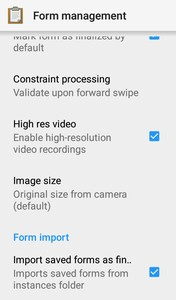 Form management
Mark form as finalized by
default
Constraint processing
Validate upon forward swipe
High res video
Enable high-resolution
video recordings
Image size
Original size from camera
(default)
Form import
Import saved forms as fin..
Imports saved forms from
instances folder